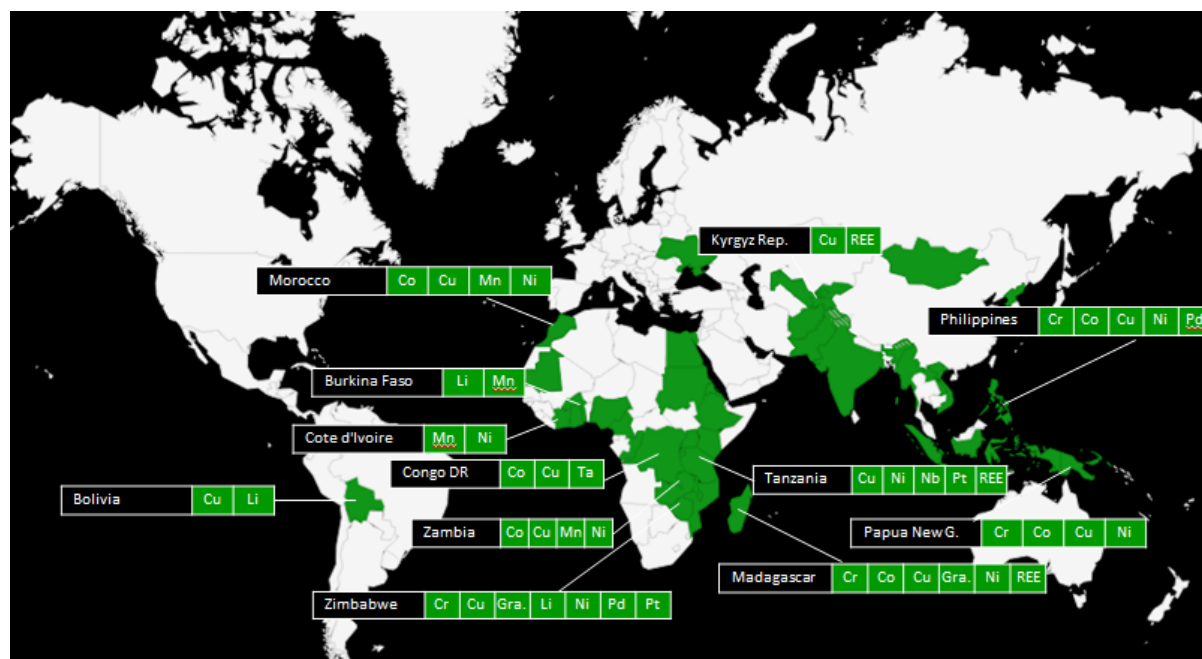 Kyrgyz Rep. Cu REE
Morocco Co Cu Mn Ni
Philippines Cr Co Cu Ni Pd
Burkina Faso Li Mn
Cote d'Ivoire Mn Ni
Congo DR Co Cu Ta
Tanzania Cu Ni Nb Pt REE
Bolivia Cu Li
Zambia Co Cu Mn Ni
Papua New G. Cr Co Cu Ni
Madagascar Cr Co Cu Gra. Ni REE
Zimbabwe Cr Cu Gra. Li Ni Pd Pt